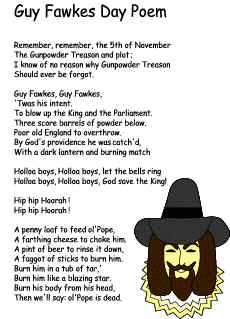 Guy Fawkes Day Poem
Remember, remember, the 5th of November
The Gunpowder Treason and plot;
I know of no reason why Gunpowder Treason
Should ever be forgot.
Guy Fawkes, Guy Fawkes,
'Twas his intent.
To blow up the King and the Parliament.
Three score barrels of powder below.
Poor old England to overthrow.
By God's providence he was catch'd,
With a dark lantern and burning match
Holloa boys, Holloa boys, let the bells ring
Holloa boys, Holloa boys, God save the King!
Hip hip Hoorah!
Hip hip Hoorah!
A penny loaf to feed ol'Pope,
A farthing cheese to choke him.
A pint of beer to rinse it down,
A faggot of sticks to burn him.
Burn him in a tub of tar,'
Burn him like a blazing star.
Burn his body from his head,
Then we'll say: ol'Pope is dead.